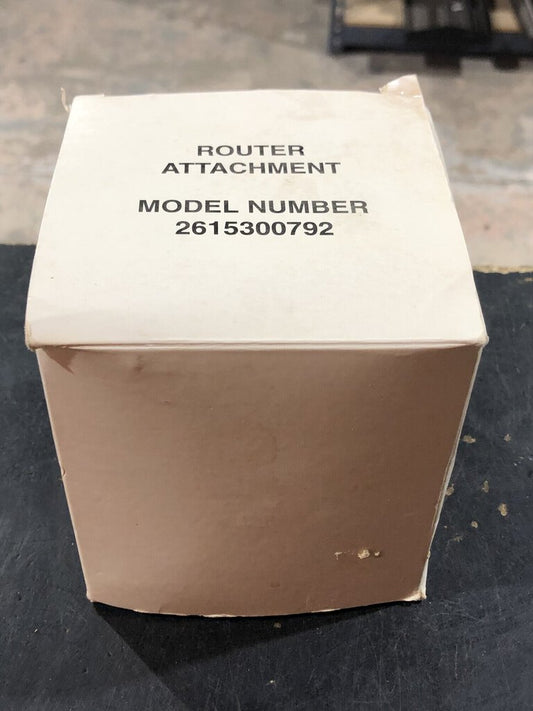 ROUTER
ATTACHMENT
MODEL NUMBER
2615300792